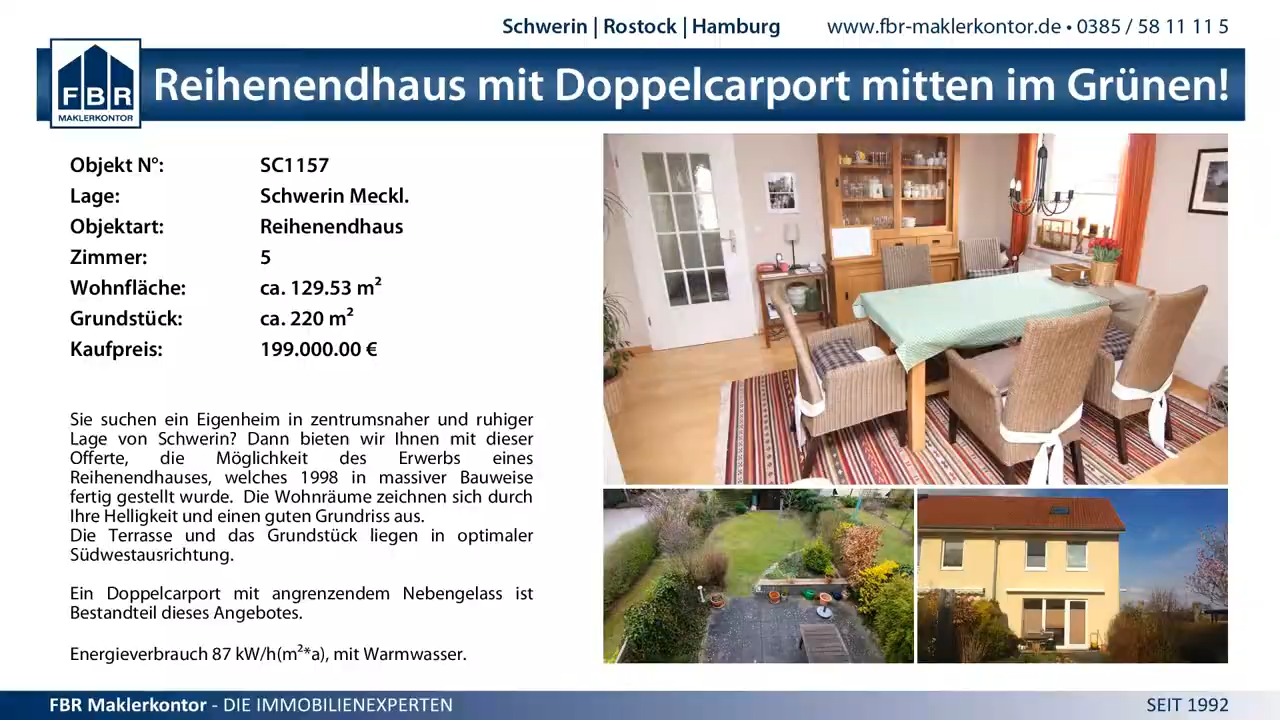 Schwerin | Rostock | Hamburg www.fbr-maklerkontor.de • 0385 / 58 11 11 5
FBR
MAKLERKONTOR
Reihenendhaus mit Doppelcarport mitten im Grünen!
Objekt N°: SC1157
Lage: Schwerin Meckl.
Objektart: Reihenendhaus
Zimmer: 5
Wohnfläche: ca. 129.53 m²
Grundstück: ca. 220 m²
Kaufpreis: 199.000.00 €
Sie suchen ein Eigenheim in zentrumsnaher und ruhiger
Lage von Schwerin? Dann bieten wir Ihnen mit dieser
Offerte, die Möglichkeit des Erwerbs eines
Reihenendhauses, welches 1998 in massiver Bauweise
fertig gestellt wurde. Die Wohnräume zeichnen sich durch
Ihre Helligkeit und einen guten Grundriss aus.
Die Terrasse und das Grundstück liegen in optimaler
Südwestausrichtung.
Ein Doppelcarport mit angrenzendem Nebengelass ist
Bestandteil dieses Angebotes.
Energieverbrauch 87 kW/h(m²*a), mit Warmwasser.
FBR Maklerkontor - DIE IMMOBILIENEXPERTEN SEIT 1992